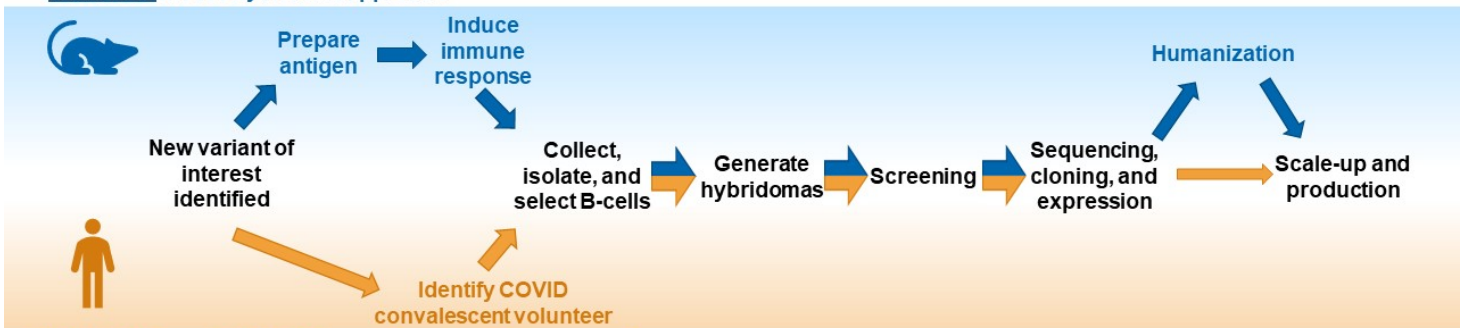 Prepare
antigen
Induce
immune
response
Humanization
New variant of
interest
identified
Collect,
isolate, and
select B-cells
Generate
hybridomas
Screening
Sequencing,
cloning, and
expression
Scale-up and
production
Identify COVID
convalescent volunteer